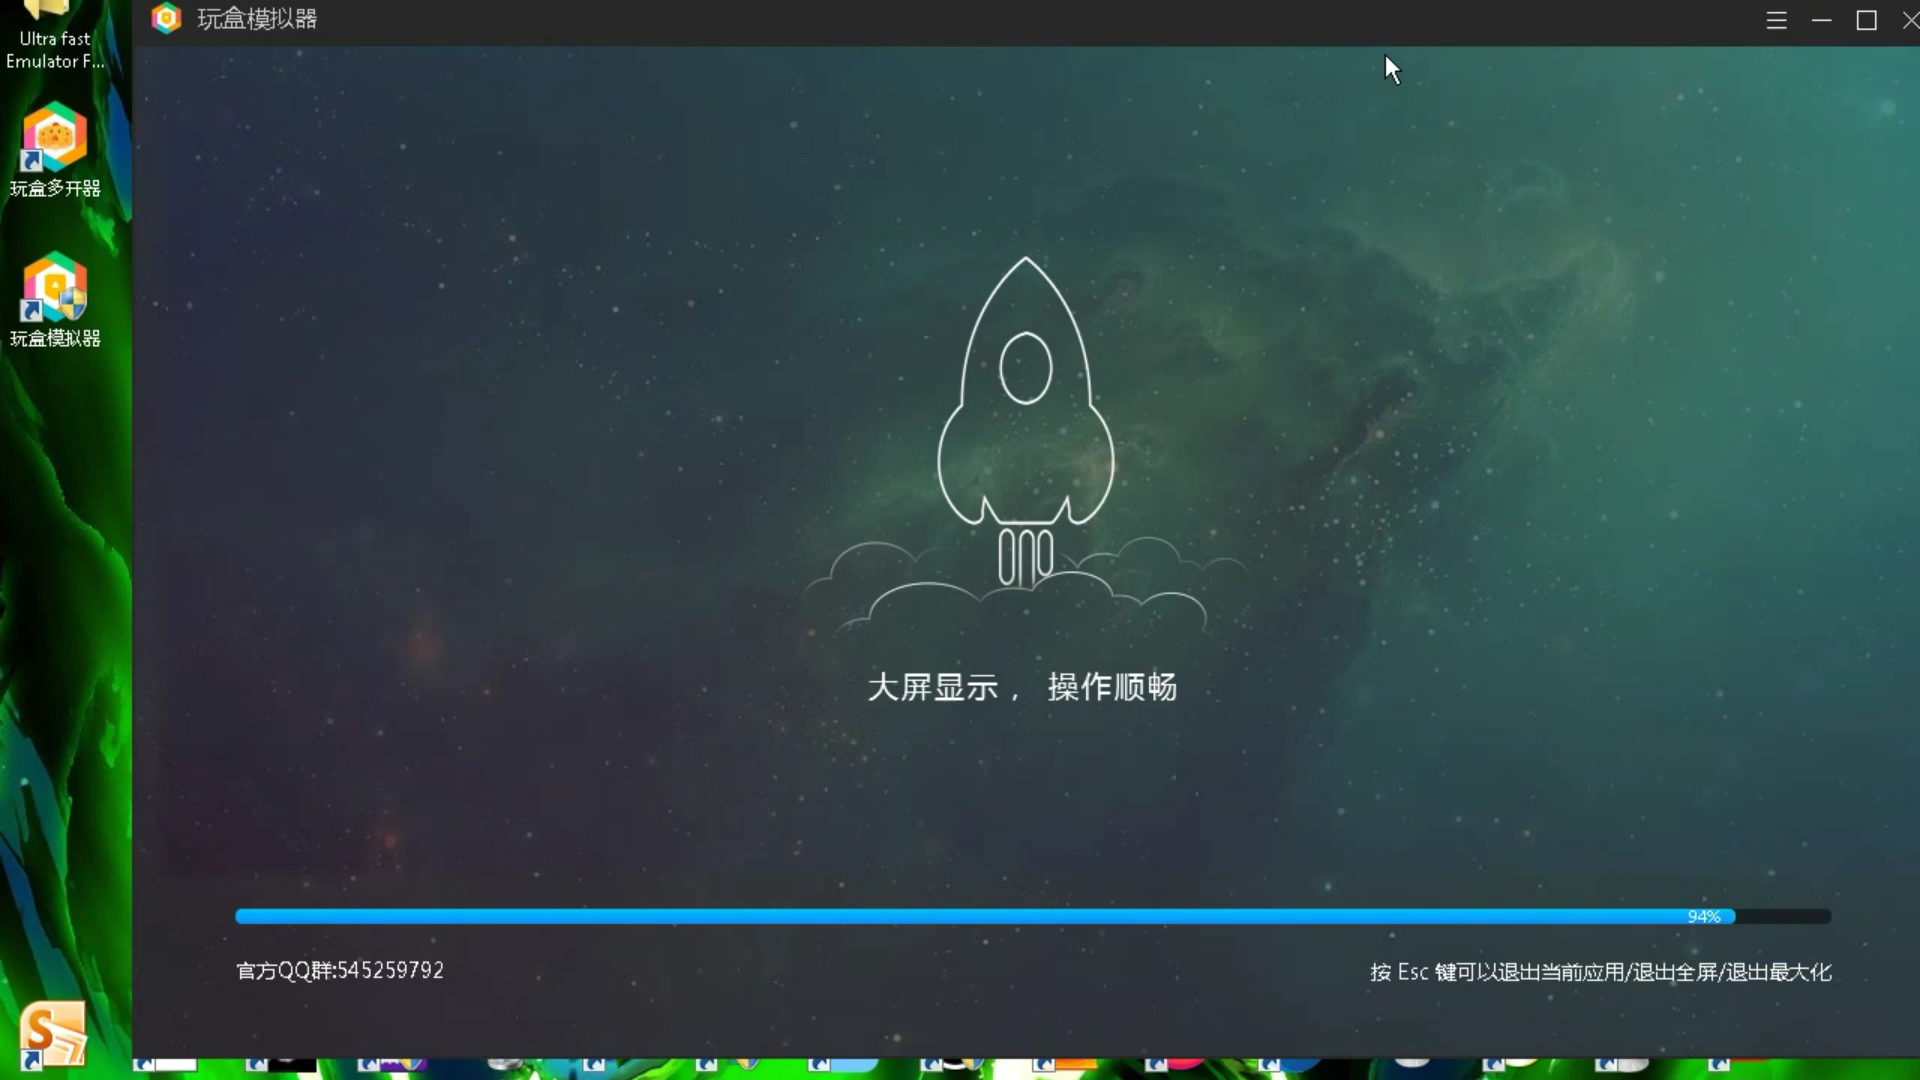 玩盒模拟器
Ultra fast
Emulator F...
玩盒多开器
玩盒模拟器
大屏显示， 操作顺畅
94%
官方QQ群:545259792
按 Esc 键可以退出当前应用/退出全屏/退出最大化